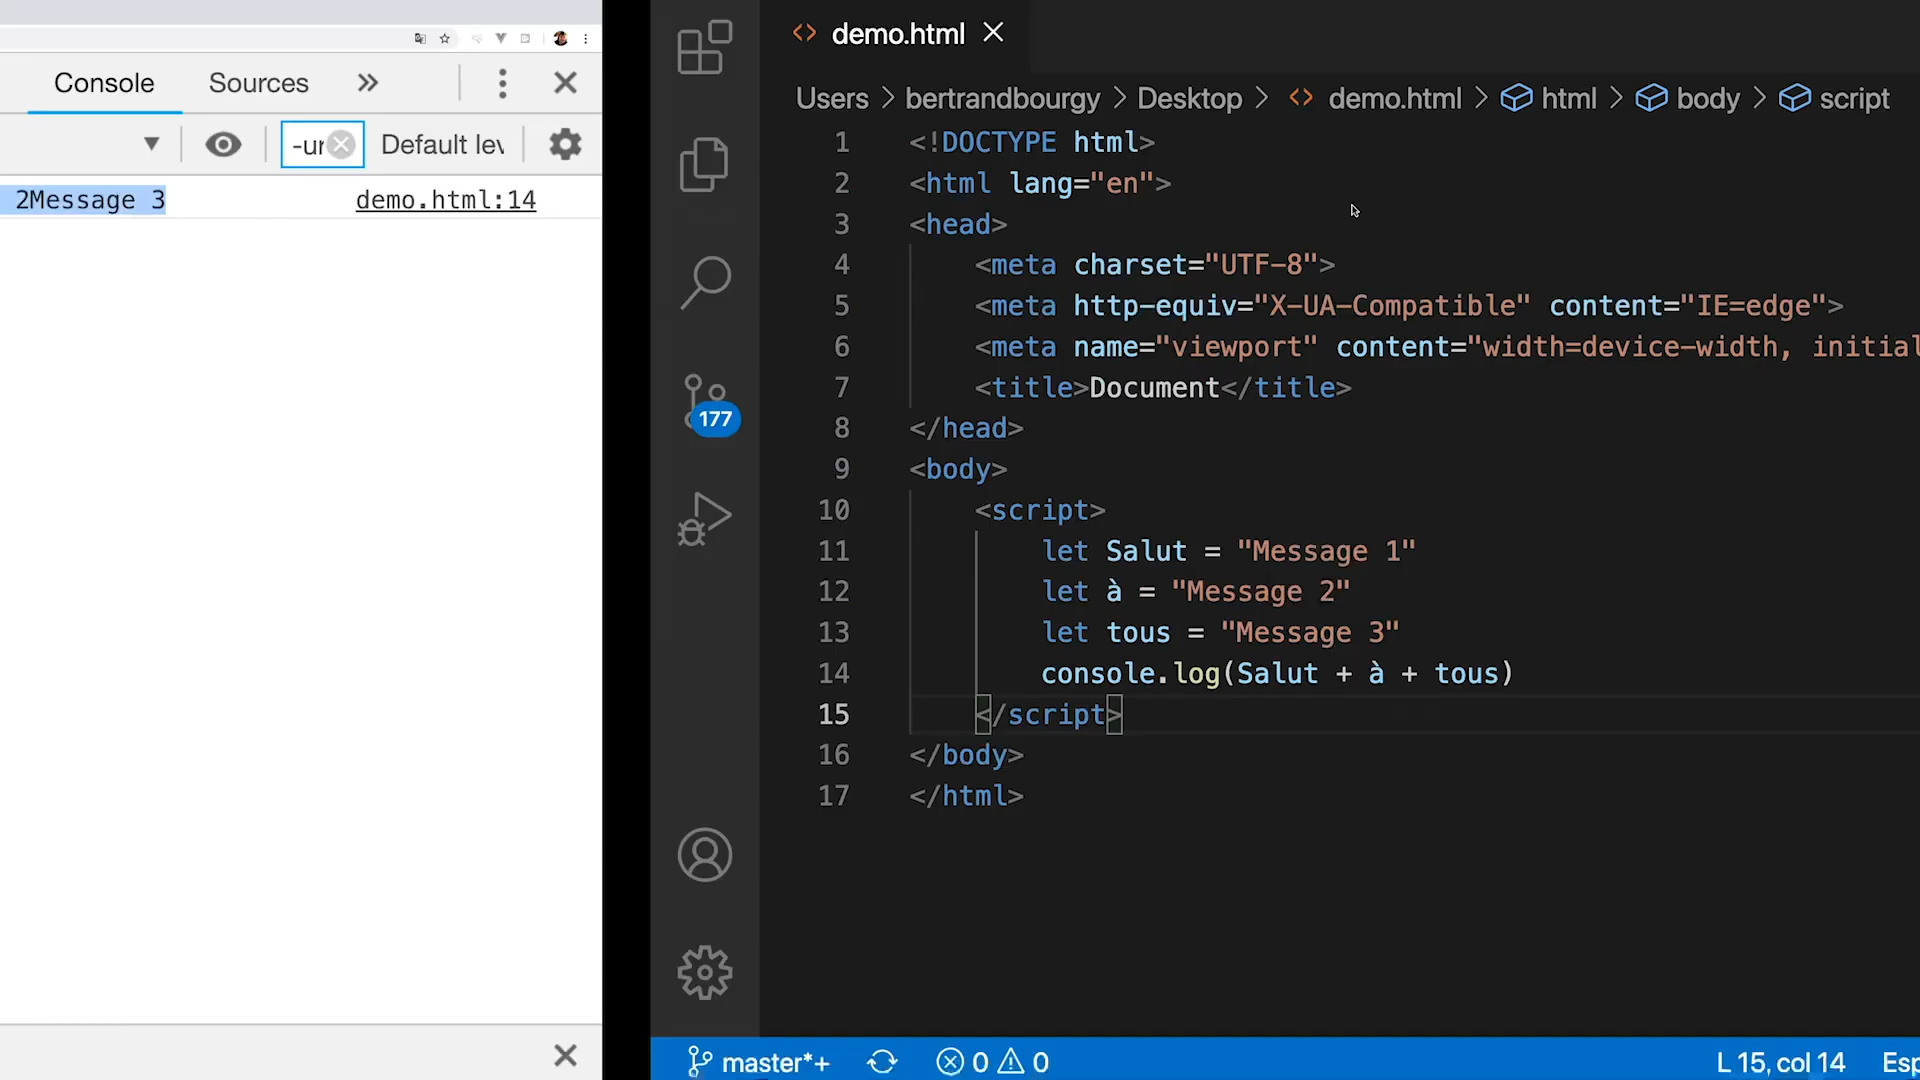 Console Sources
-ur Default lev
2Message 3 demo.html:14
177
demo.html
Users > bertrandbourgy > Desktop > demo.html > html > body > script
1 <!DOCTYPE html>
2 <html lang="en">
3 <head>
4 <meta charset="UTF-8">
5 <meta http-equiv="X-UA-Compatible" content="IE=edge">
6 <meta name="viewport" content="width=device-width, initial
7 <title>Document</title>
8 </head>
9 <body>
10 <script>
11 let Salut = "Message 1"
12 let à = "Message 2"
13 let tous = "Message 3"
14 console.log(Salut + à + tous)
15 </script>
16 </body>
17 </html>
master*+ 0 0 L 15, col 14 Esp